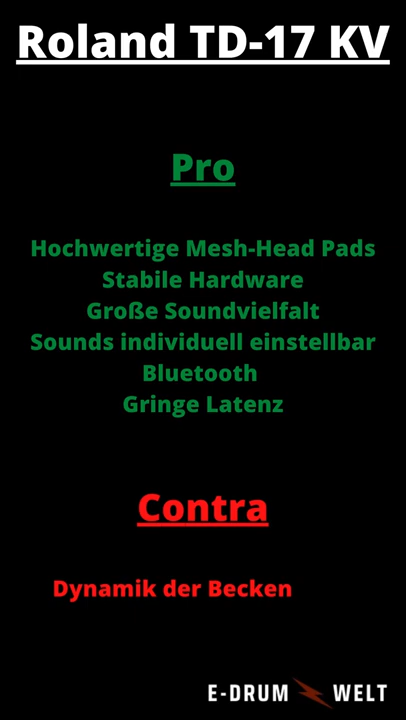 Roland TD-17 KV
Pro
Hochwertige Mesh-Head Pads
Stabile Hardware
Große Soundvielfalt
Sounds individuell einstellbar
Bluetooth
Gringe Latenz
Contra
Dynamik der Becken
E-DRUM WELT